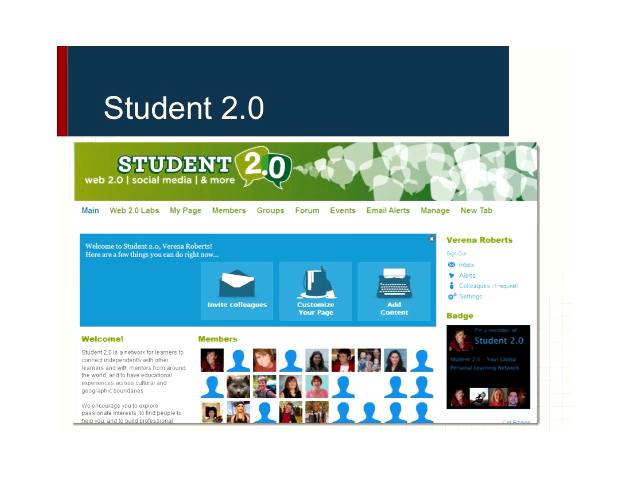 Student 2.0
STUDENT 2.0
web 2.0 | social media | & more
Main Web 2.0 Labs My Page Members Groups Forum Events Email Alerts Manage New Tab
Welcome to Student 2.0, Verena Roberts!
Here are a few things you can do right now...
Invite colleagues
Customize
Your Page
Add
Content
Verena Roberts
Sign Out
Inbox
Alerts
Colleagues (1 request)
Settings
Badge
I'm a member of
Student 2.0
Student 2.0 - Your Global
Personal Learning Network
Welcome!
Student 2.0 is a network for learners to
connect independently with other
learners and with mentors from around
the world, and to have educational
experiences across cultural and
geographic boundaries
We encourage you to explore
passionate interests, to find people to
help you, and to build professional
Members